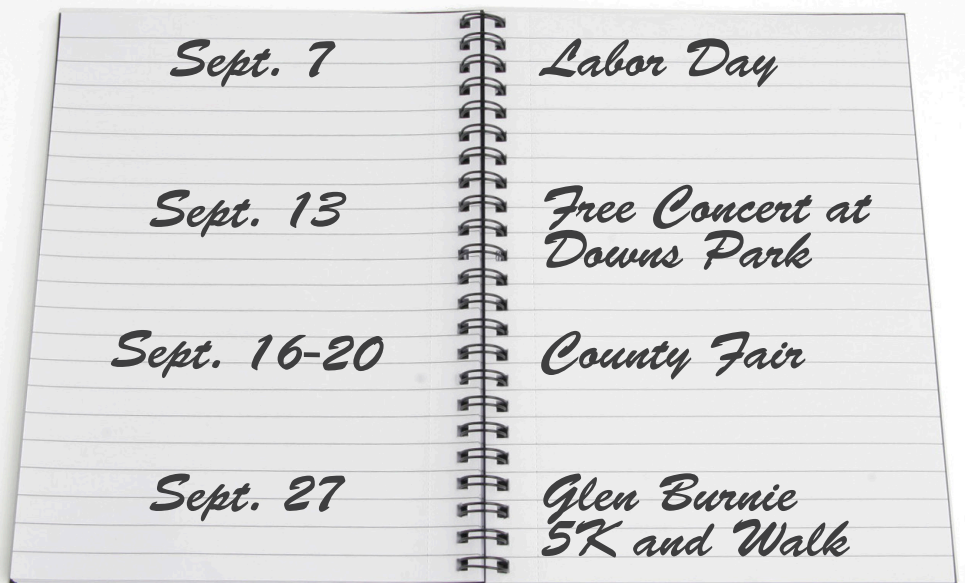 Sept. 7
Labor Day
Sept. 13
Free Concert at
Downs Park
Sept. 16-20
County Fair
Sept. 27
Glen Burnie
5K and Walk